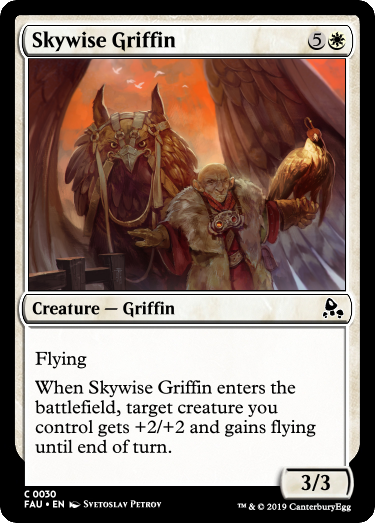 Skywise Griffin 5
Creature — Griffin
Flying
When Skywise Griffin enters the
battlefield, target creature you
control gets +2/+2 and gains flying
until end of turn.
3/3
C 0030
FAU • EN Svetoslav Petrov
™ & © 2019 CanterburyEgg